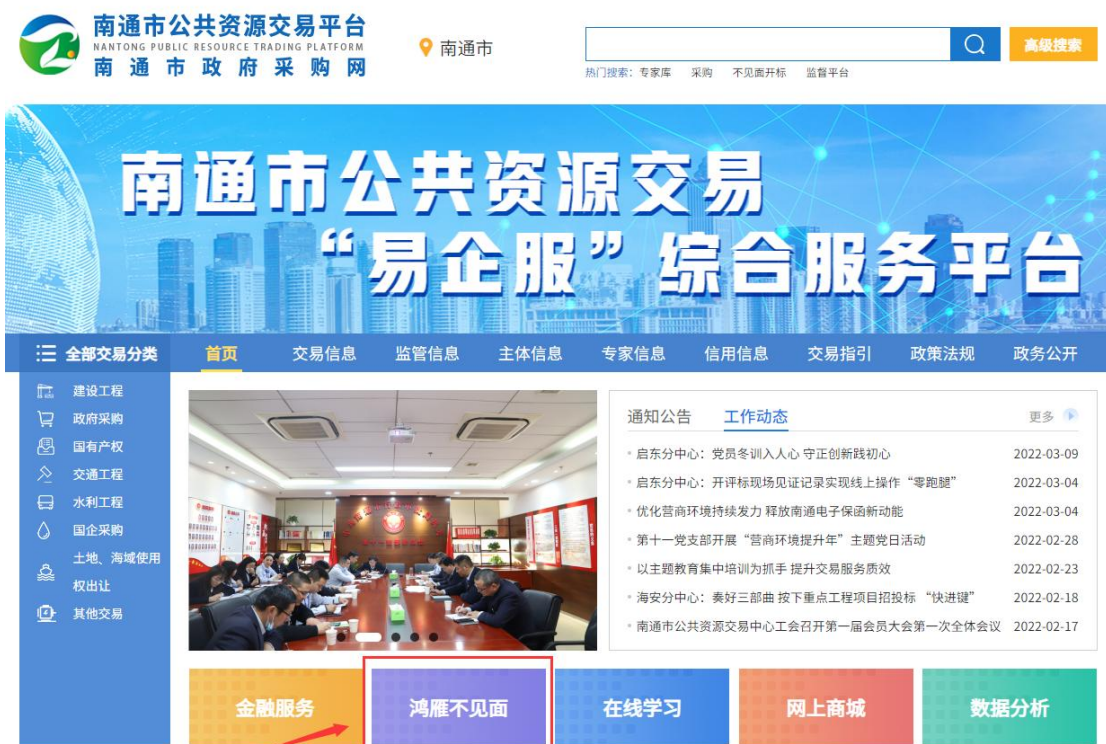 南通市公共资源交易平台
NANTONG PUBLIC RESOURCE TRADING PLATFORM
南通市政府采购网
南通市
高级搜索
热门搜索：专家库 采购 不见面开标 监督平台
南通市公共资源交易
“易企服”综合服务平台
全部交易分类 首页 交易信息 监管信息 主体信息 专家信息 信用信息 交易指引 政策法规 政务公开
建设工程
政府采购
国有产权
交通工程
水利工程
国企采购
土地、海域使用
权出让
其他交易
通知公告 工作动态 更多
启东分中心：党员冬训入人心 守正创新践初心 2022-03-09
启东分中心：开评标现场见证记录实现线上操作“零跑腿” 2022-03-04
优化营商环境持续发力 释放南通电子保函新动能 2022-03-04
第十一党支部开展“营商环境提升年”主题党日活动 2022-02-28
以主题教育集中培训为抓手 提升交易服务质效 2022-02-23
海安分中心：奏好三部曲 按下重点工程项目招投标 “快进键” 2022-02-18
南通市公共资源交易中心工会召开第一届会员大会第一次全体会议 2022-02-17
金融服务 鸿雁不见面 在线学习 网上商城 数据分析